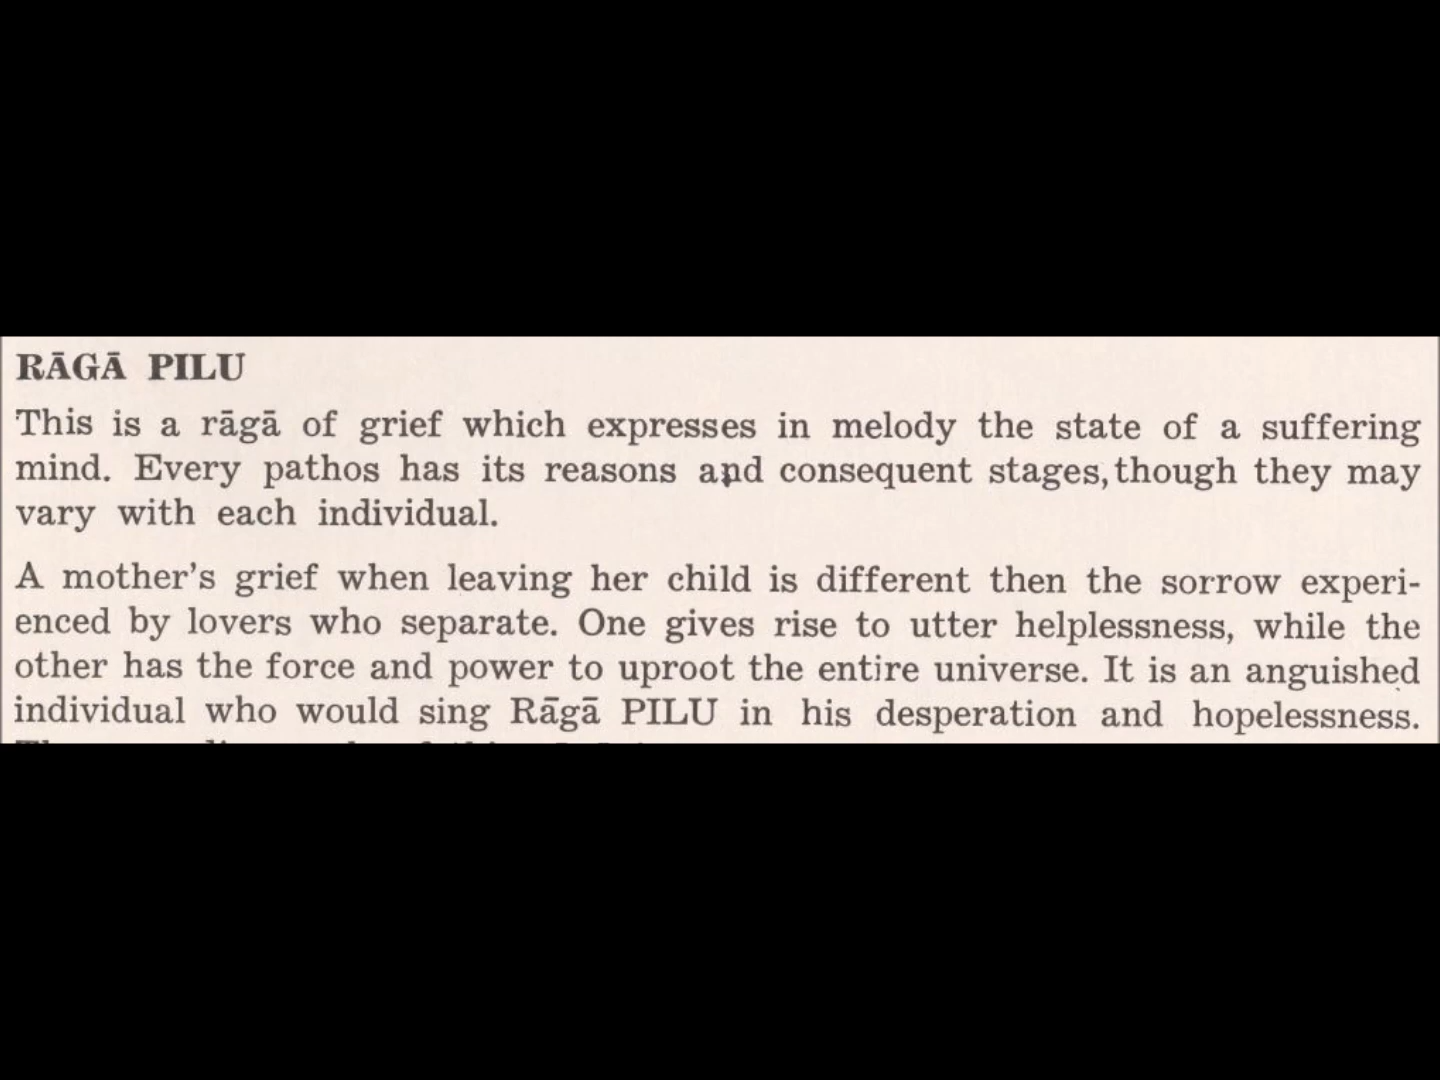 RĀGĀ PILU
This is a rāgā of grief which expresses in melody the state of a suffering
mind. Every pathos has its reasons and consequent stages, though they may
vary with each individual.
A mother's grief when leaving her child is different then the sorrow experi-
enced by lovers who separate. One gives rise to utter helplessness, while the
other has the force and power to uproot the entire universe. It is an anguished
individual who would sing Rāgā PILU in his desperation and hopelessness.